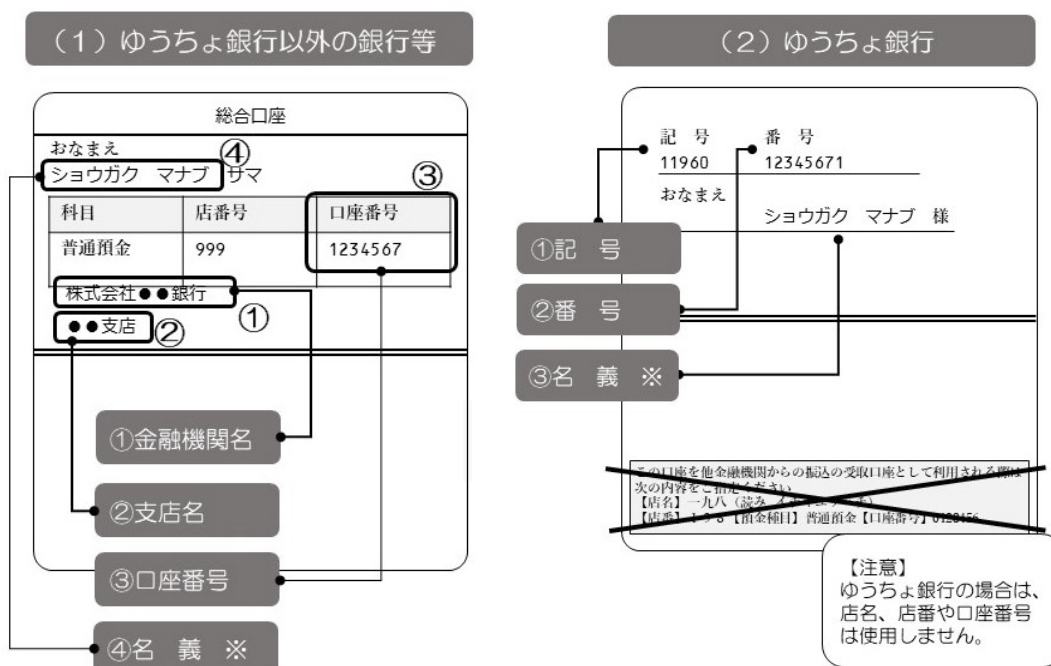 （1）ゆうちょ銀行以外の銀行等
総合口座
おなまえ
④
ショウガク　マナブ　サマ
③
科目　店番号　口座番号
普通預金　999　1234567
株式会社●●銀行
①
●●支店
②
①金融機関名
②支店名
③口座番号
④名　義　※
（2）ゆうちょ銀行
記　号　番　号
11960　12345671
おなまえ
ショウガク　マナブ　様
①記　号
②番　号
③名　義　※
この口座を他金融機関からの振込の受取口座として利用される際は
次の内容をご指定ください
【店名】一九八（読み
【店番】198【預金種目】普通預金【口座番号】
【注意】
ゆうちょ銀行の場合は、
店名、店番や口座番号
は使用しません。